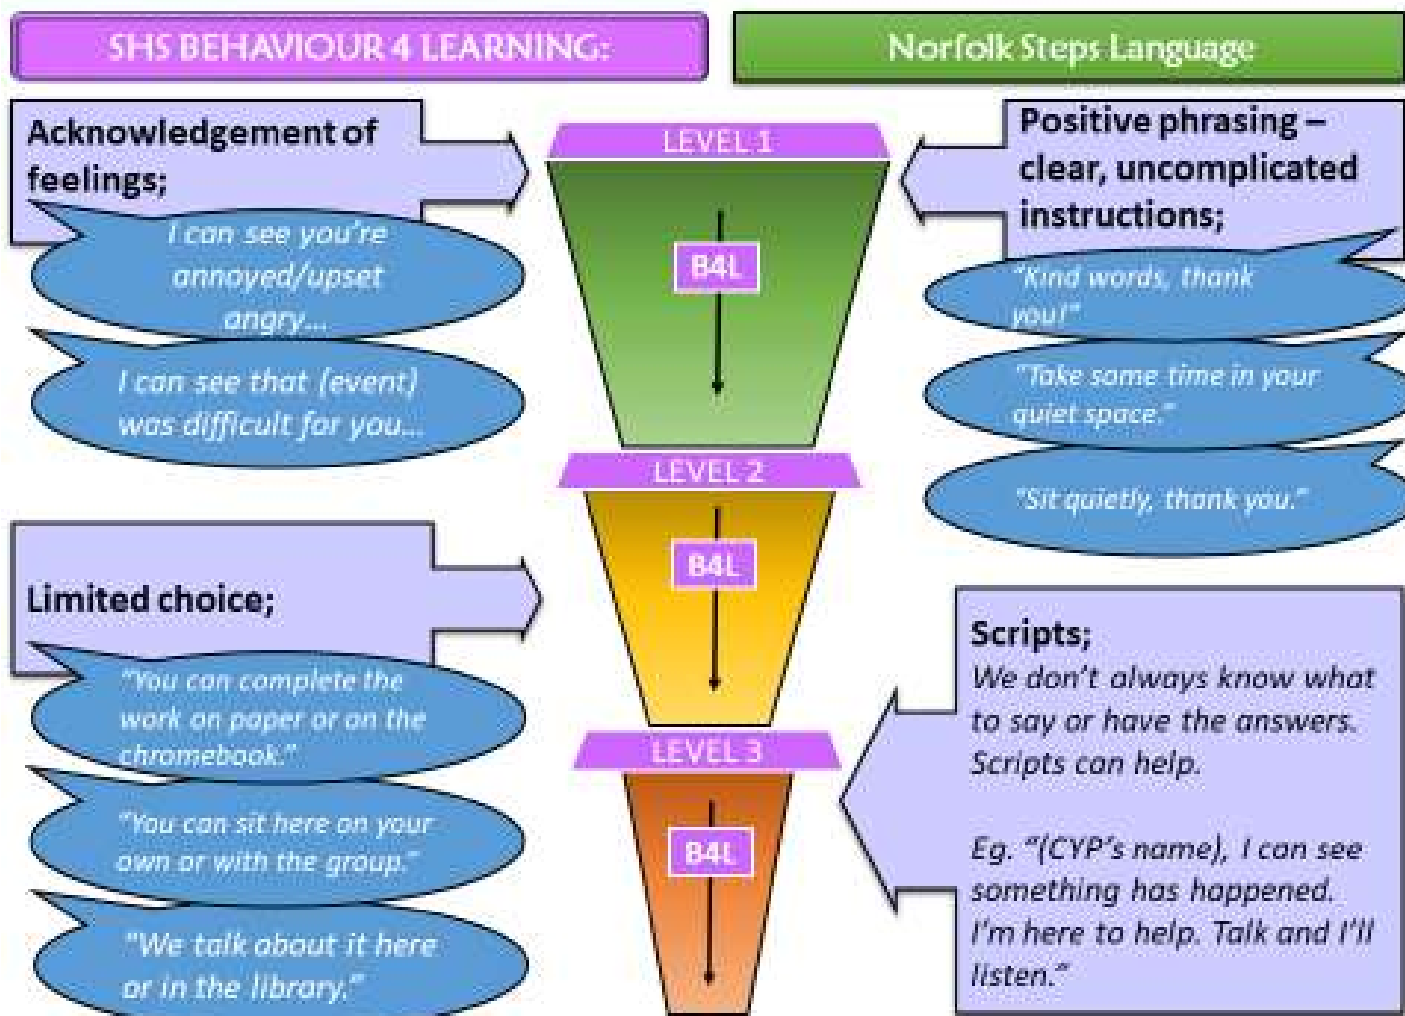 SHS BEHAVIOUR 4 LEARNING:
Norfolk Steps Language
Acknowledgement of
feelings;
I can see you're
annoyed/upset
angry...
I can see that (event)
was difficult for you...
LEVEL 1
B4L
Positive phrasing –
clear, uncomplicated
instructions;
"Kind words, thank
you!"
"Take some time in your
quiet space."
"Sit quietly, thank you."
LEVEL 2
B4L
Limited choice;
"You can complete the
work on paper or on the
chromebook."
"You can sit here on your
own or with the group."
"We talk about it here
or in the library."
LEVEL 3
B4L
Scripts;
We don't always know what
to say or have the answers.
Scripts can help.
Eg. "(CYP's name), I can see
something has happened.
I'm here to help. Talk and I'll
listen."